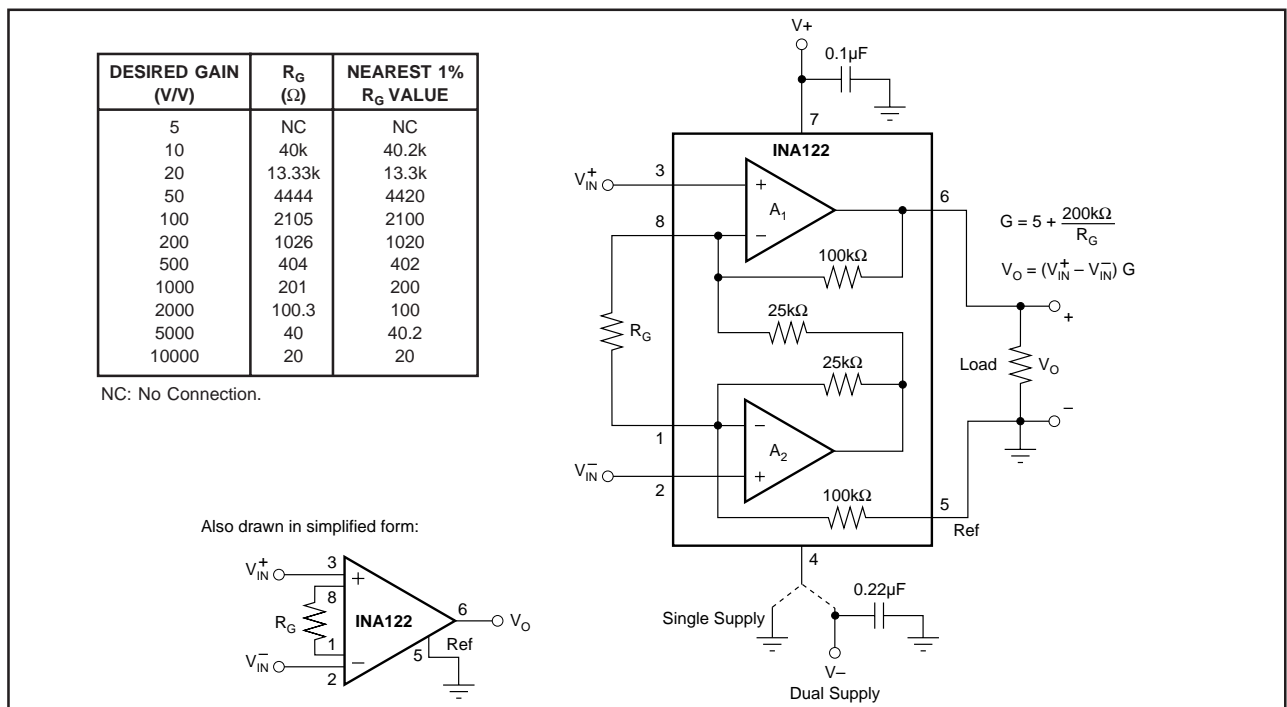 DESIRED GAIN (V/V) R_G (Ω) NEAREST 1% R_G VALUE
5 NC NC
10 40k 40.2k
20 13.33k 13.3k
50 4444 4420
100 2105 2100
200 1026 1020
500 404 402
1000 201 200
2000 100.3 100
5000 40 40.2
10000 20 20
NC: No Connection.
V+
0.1µF
7
INA122
3
V_IN^+
A_1
+
−
6
8
100kΩ
25kΩ
R_G
25kΩ
1
−
+
A_2
V_IN^−
2
100kΩ
5
Ref
4
Single Supply
0.22µF
V−
Dual Supply
G = 5 + 200kΩ / R_G
V_O = (V_IN^+ − V_IN^−) G
+
Load V_O
−
Also drawn in simplified form:
V_IN^+ 3 +
8
R_G INA122 6 V_O
1 Ref
V_IN^− − 5
2